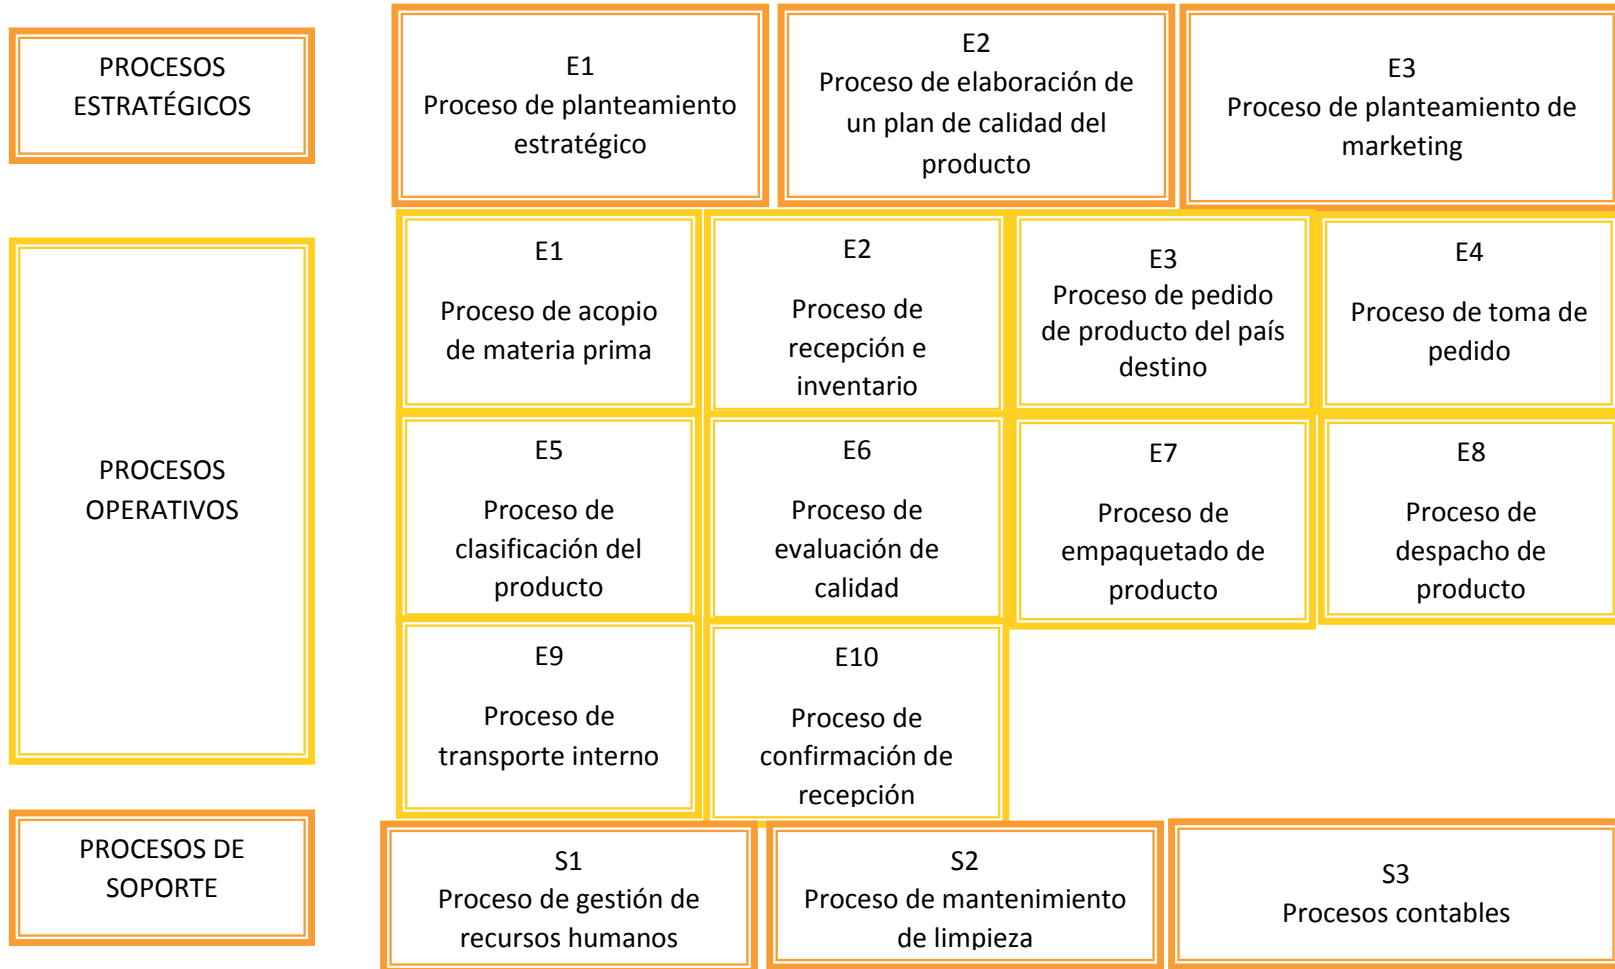 PROCESOS
ESTRATÉGICOS
E1
Proceso de planteamiento
estratégico
E2
Proceso de elaboración de
un plan de calidad del
producto
E3
Proceso de planteamiento de
marketing
PROCESOS
OPERATIVOS
E1
Proceso de acopio
de materia prima
E2
Proceso de
recepción e
inventario
E3
Proceso de pedido
de producto del país
destino
E4
Proceso de toma de
pedido
E5
Proceso de
clasificación del
producto
E6
Proceso de
evaluación de
calidad
E7
Proceso de
empaquetado de
producto
E8
Proceso de
despacho de
producto
E9
Proceso de
transporte interno
E10
Proceso de
confirmación de
recepción
PROCESOS DE
SOPORTE
S1
Proceso de gestión de
recursos humanos
S2
Proceso de mantenimiento
de limpieza
S3
Procesos contables